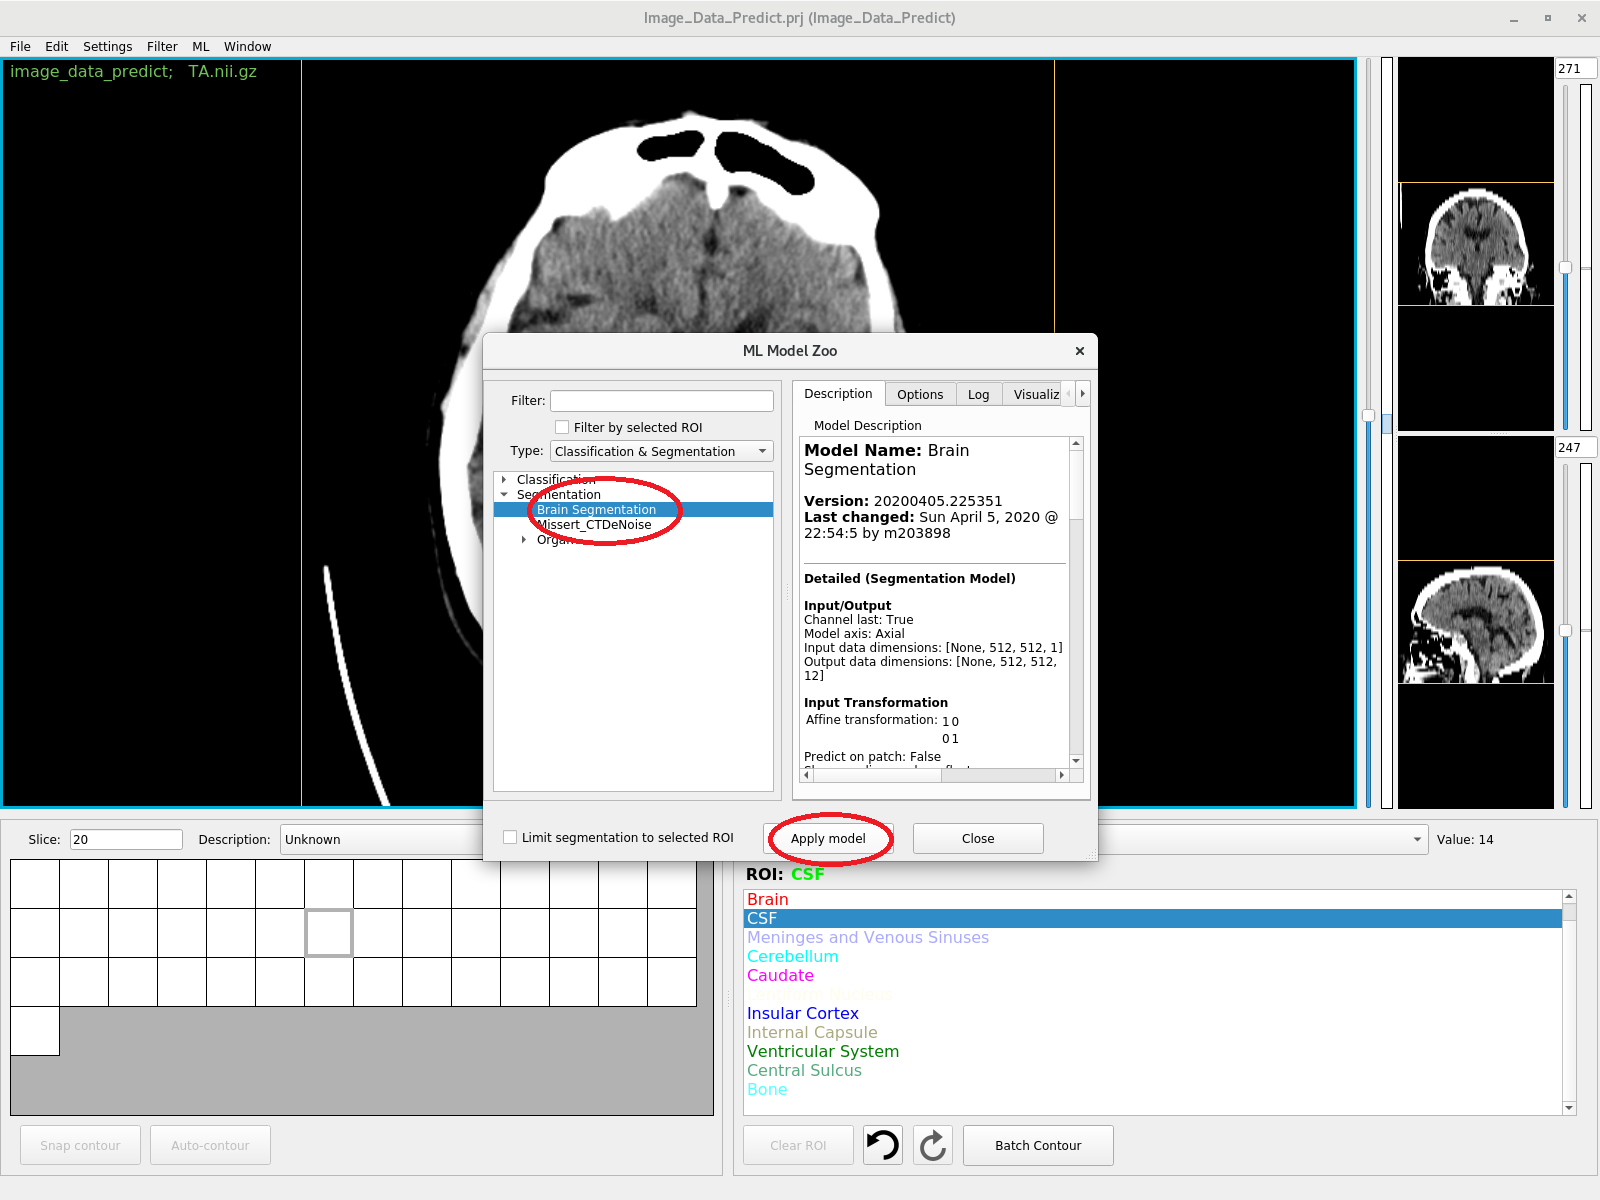 Image_Data_Predict.prj (Image_Data_Predict)
File Edit Settings Filter ML Window
image_data_predict; TA.nii.gz
271
247
ML Model Zoo
Filter:
Filter by selected ROI
Type: Classification & Segmentation
Classification
Segmentation
Brain Segmentation
Missert_CTDeNoise
Description Options Log Visualiz
Model Description
Model Name: Brain
Segmentation
Version: 20200405.225351
Last changed: Sun April 5, 2020 @
22:54:5 by m203898
Detailed (Segmentation Model)
Input/Output
Channel last: True
Model axis: Axial
Input data dimensions: [None, 512, 512, 1]
Output data dimensions: [None, 512, 512,
12]
Input Transformation
Affine transformation: 1 0
0 1
Predict on patch: False
Limit segmentation to selected ROI
Apply model
Close
Slice: 20 Description: Unknown
Value: 14
ROI: CSF
Brain
CSF
Meninges and Venous Sinuses
Cerebellum
Caudate
Insular Cortex
Internal Capsule
Ventricular System
Central Sulcus
Bone
Snap contour
Auto-contour
Clear ROI
Batch Contour